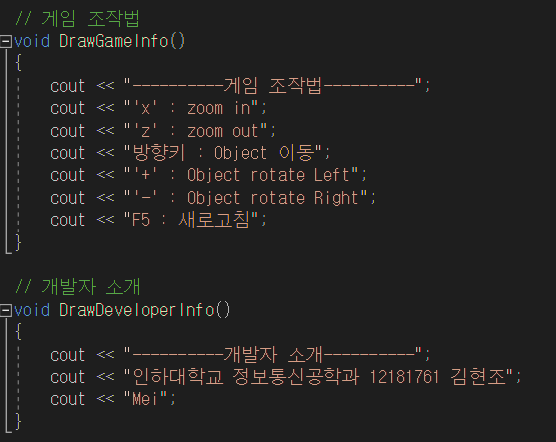 // 게임 조작법
void DrawGameInfo()
{
cout << "----------게임 조작법----------";
cout << "'x' : zoom in";
cout << "'z' : zoom out";
cout << "방향키 : Object 이동";
cout << "'+' : Object rotate Left";
cout << "'-' : Object rotate Right";
cout << "F5 : 새로고침";
}
// 개발자 소개
void DrawDeveloperInfo()
{
cout << "----------개발자 소개----------";
cout << "인하대학교 정보통신공학과 12181761 김현조";
cout << "Mei";
}